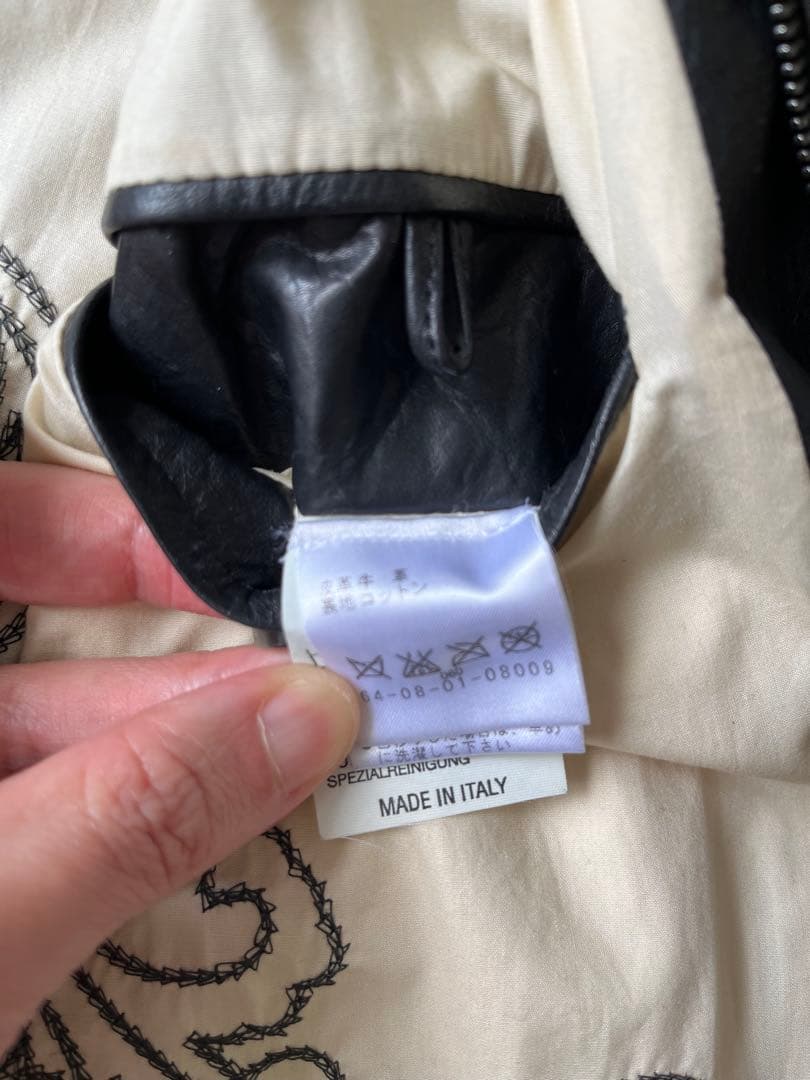 皮革牛 革
裏地コットン
64-08-01-08009
に洗濯して下さい
SPEZIALREINIGUNG
MADE IN ITALY